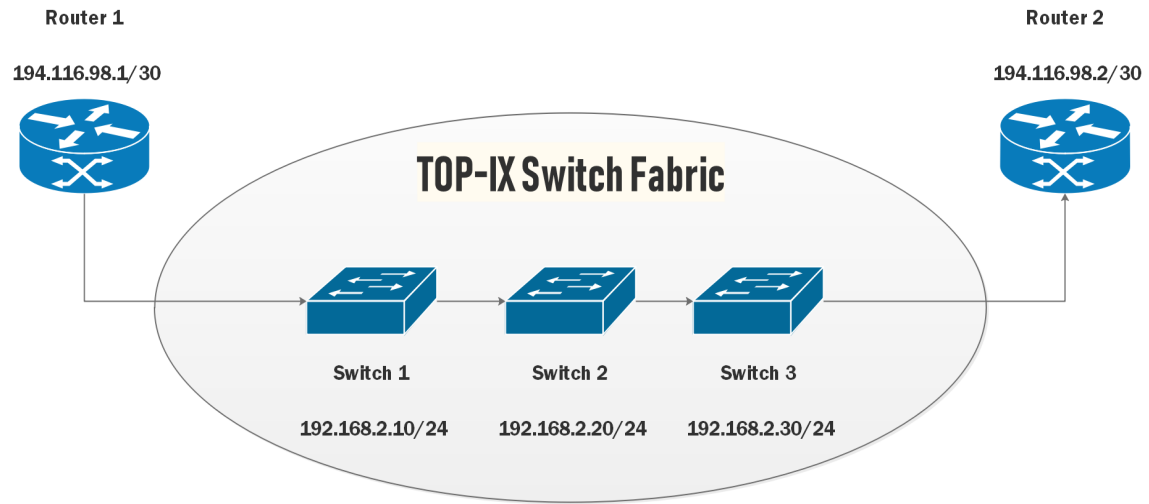 Router 1
Router 2
194.116.98.1/30
194.116.98.2/30
TOP-IX Switch Fabric
Switch 1
Switch 2
Switch 3
192.168.2.10/24
192.168.2.20/24
192.168.2.30/24